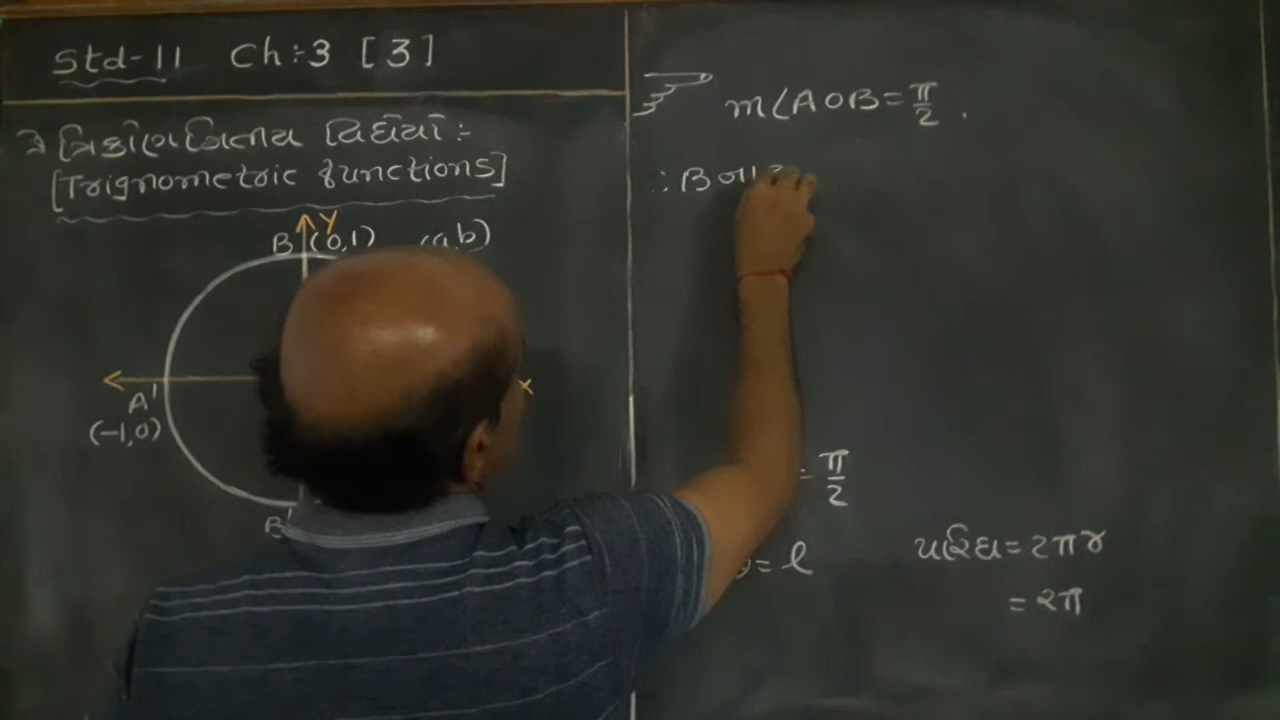 Std-11 Ch:-3 [3]
ત્રિકોણમિતીય વિધેયો :-
[Trignometric functions]
Y
B (0,1) (a,b)
A'
(-1,0)
X
B'
m∠AOB = π/2 .
∴ B ના
= π/2
= l
પરિઘ = 2πr
= 2π